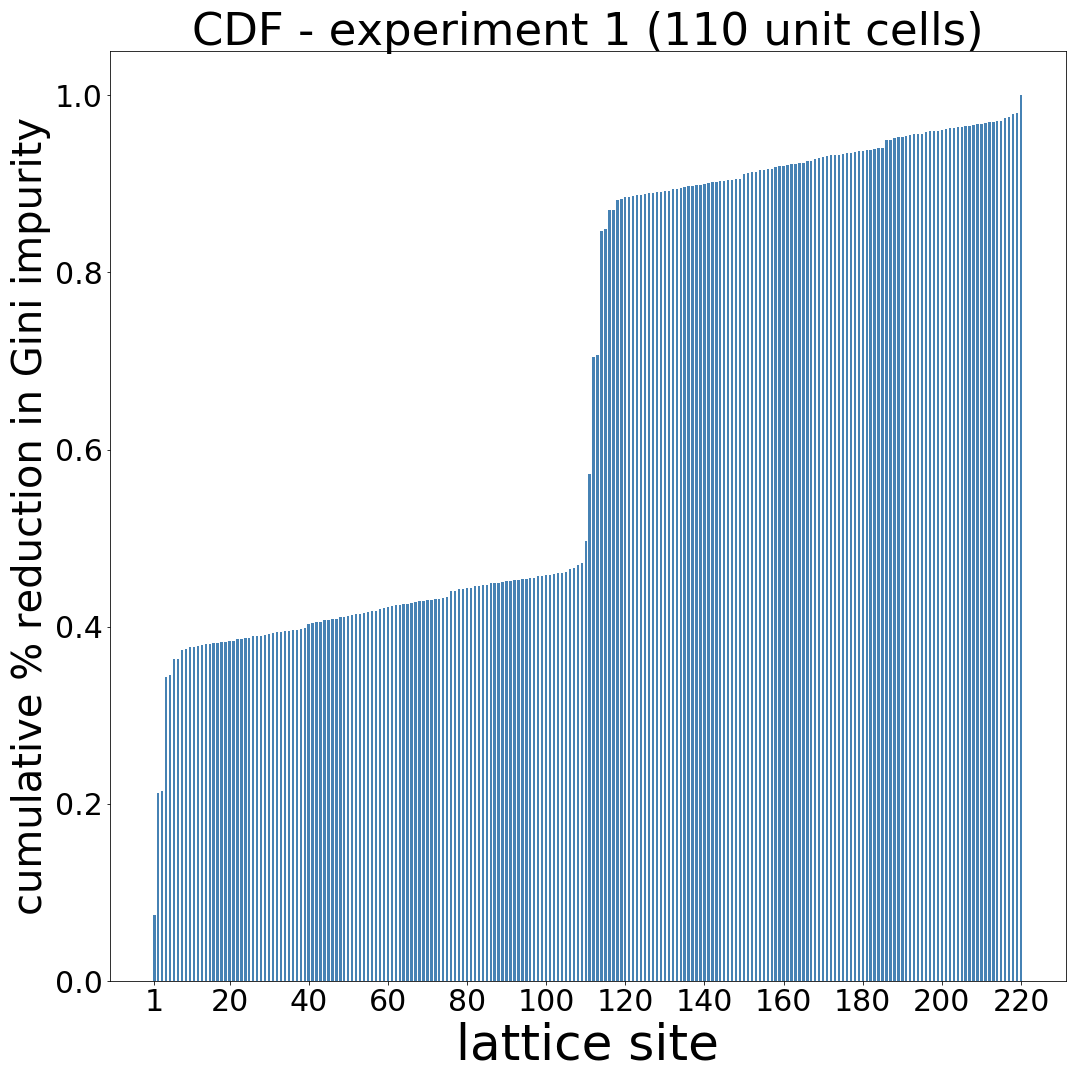 CDF - experiment 1 (110 unit cells)
cumulative % reduction in Gini impurity
1.0
0.8
0.6
0.4
0.2
0.0
1 20 40 60 80 100 120 140 160 180 200 220
lattice site